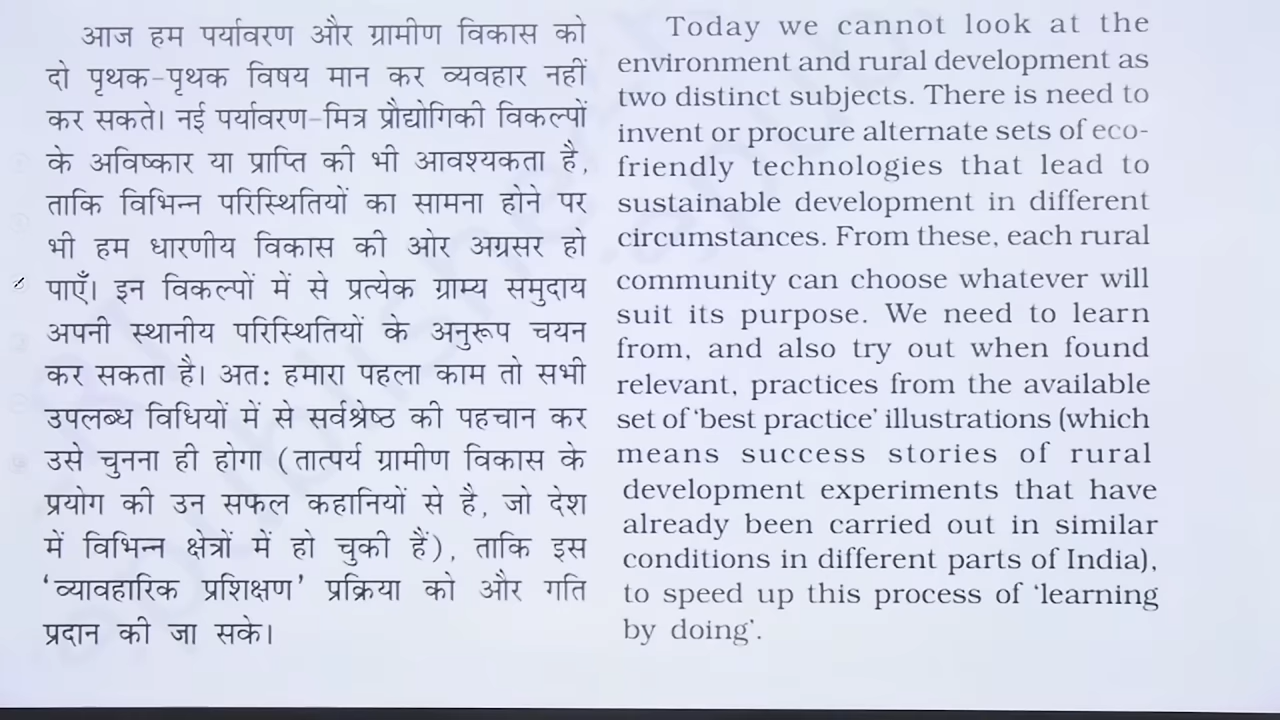 आज हम पर्यावरण और ग्रामीण विकास को
दो पृथक-पृथक विषय मान कर व्यवहार नहीं
कर सकते। नई पर्यावरण-मित्र प्रौद्योगिकी विकल्पों
के अविष्कार या प्राप्ति की भी आवश्यकता है,
ताकि विभिन्न परिस्थितियों का सामना होने पर
भी हम धारणीय विकास की ओर अग्रसर हो
पाएँ। इन विकल्पों में से प्रत्येक ग्राम्य समुदाय
अपनी स्थानीय परिस्थितियों के अनुरूप चयन
कर सकता है। अत: हमारा पहला काम तो सभी
उपलब्ध विधियों में से सर्वश्रेष्ठ की पहचान कर
उसे चुनना ही होगा (तात्पर्य ग्रामीण विकास के
प्रयोग की उन सफल कहानियों से है, जो देश
में विभिन्न क्षेत्रों में हो चुकी हैं), ताकि इस
‘व्यावहारिक प्रशिक्षण’ प्रक्रिया को और गति
प्रदान की जा सके।
Today we cannot look at the
environment and rural development as
two distinct subjects. There is need to
invent or procure alternate sets of eco-
friendly technologies that lead to
sustainable development in different
circumstances. From these, each rural
community can choose whatever will
suit its purpose. We need to learn
from, and also try out when found
relevant, practices from the available
set of ‘best practice’ illustrations (which
means success stories of rural
development experiments that have
already been carried out in similar
conditions in different parts of India),
to speed up this process of ‘learning
by doing’.